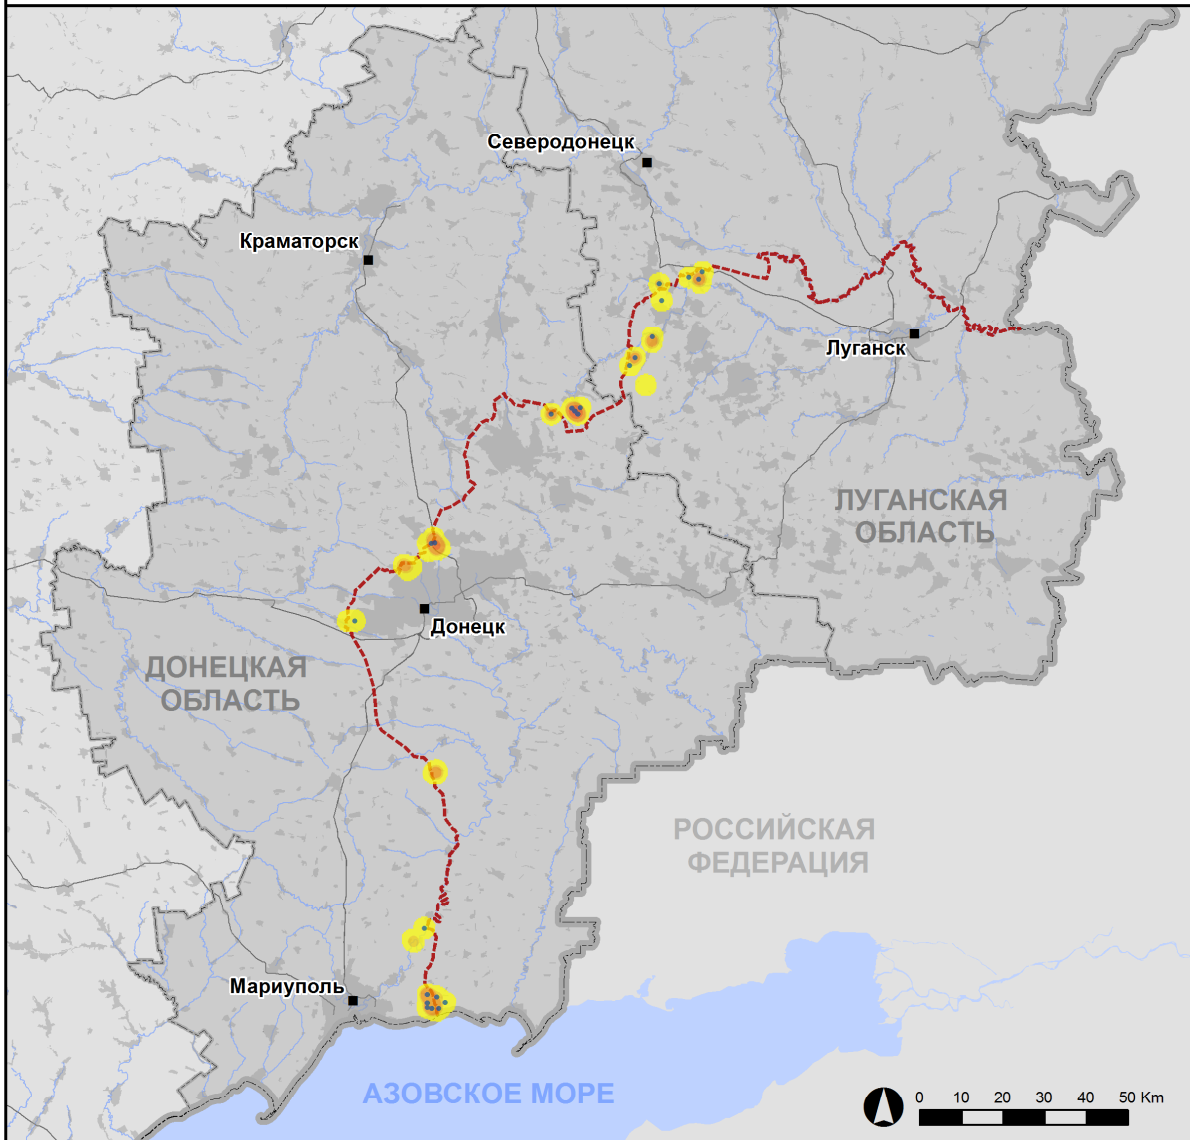 Северодонецк
Краматорск
Луганск
ЛУГАНСКАЯ
ОБЛАСТЬ
Донецк
ДОНЕЦКАЯ
ОБЛАСТЬ
РОССИЙСКАЯ
ФЕДЕРАЦИЯ
Мариуполь
АЗОВСКОЕ МОРЕ
0 10 20 30 40 50 Km